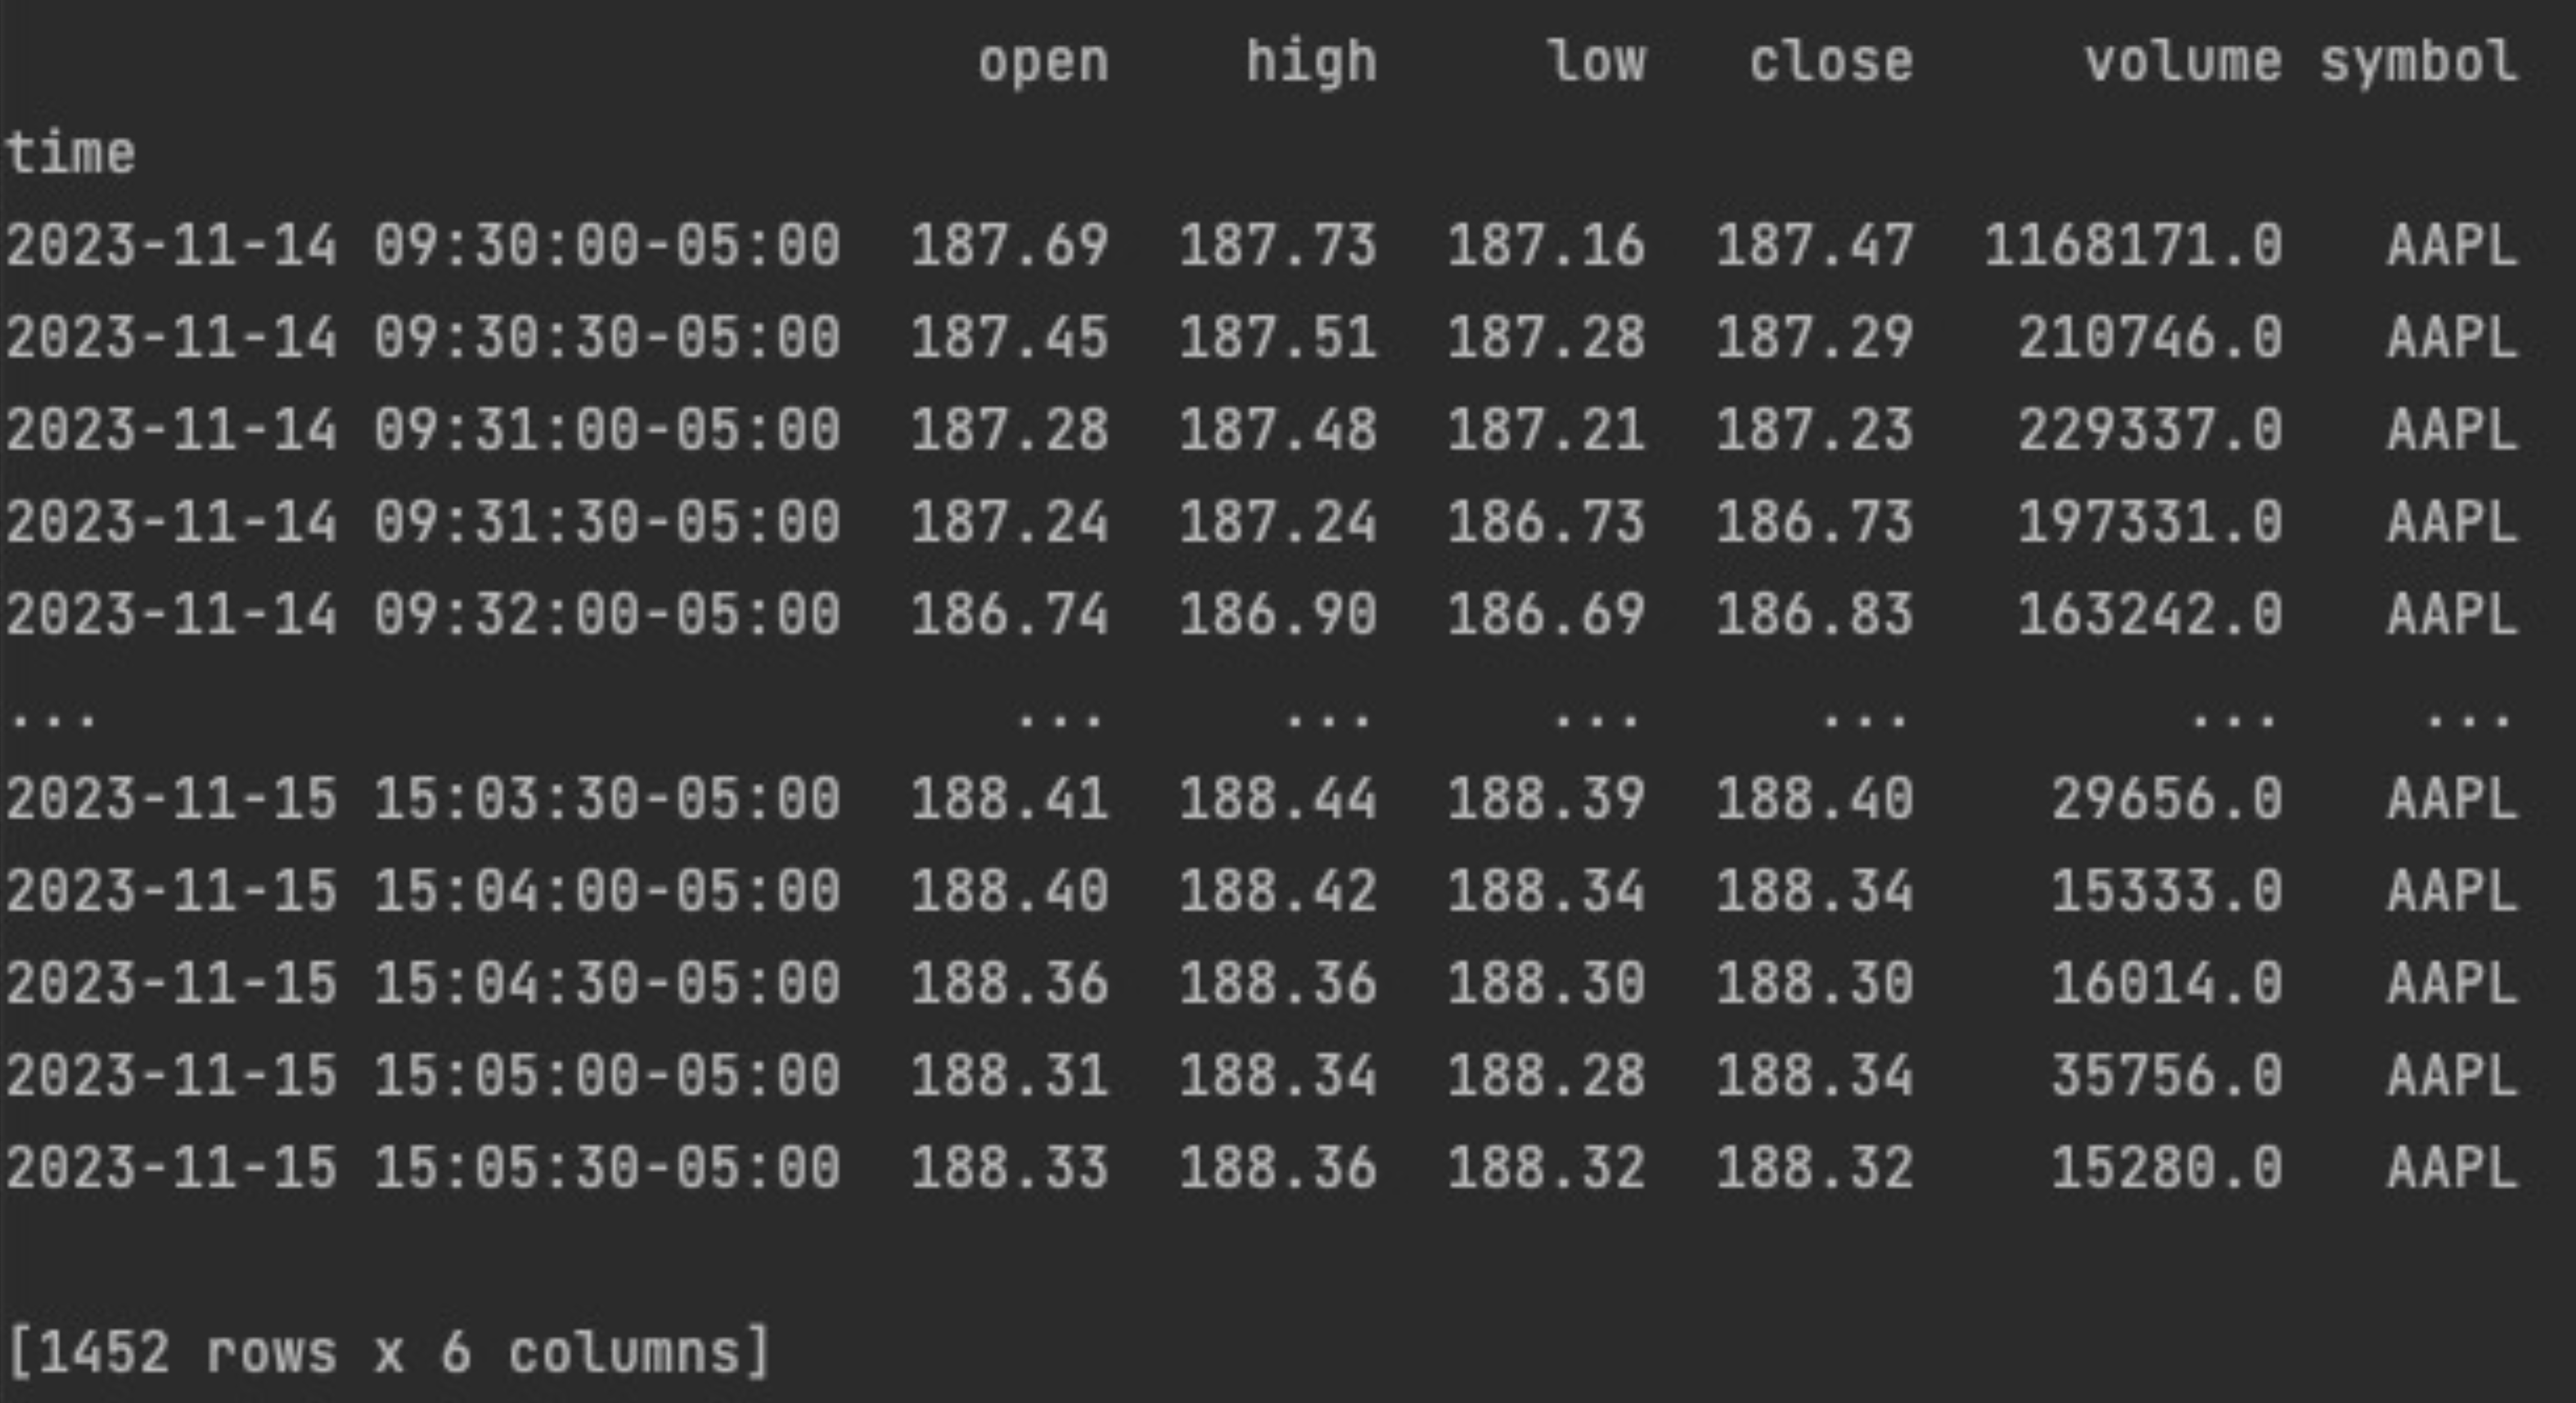 open high low close volume symbol
time
2023-11-14 09:30:00-05:00 187.69 187.73 187.16 187.47 1168171.0 AAPL
2023-11-14 09:30:30-05:00 187.45 187.51 187.28 187.29 210746.0 AAPL
2023-11-14 09:31:00-05:00 187.28 187.48 187.21 187.23 229337.0 AAPL
2023-11-14 09:31:30-05:00 187.24 187.24 186.73 186.73 197331.0 AAPL
2023-11-14 09:32:00-05:00 186.74 186.90 186.69 186.83 163242.0 AAPL
... ... ... ... ... ... ...
2023-11-15 15:03:30-05:00 188.41 188.44 188.39 188.40 29656.0 AAPL
2023-11-15 15:04:00-05:00 188.40 188.42 188.34 188.34 15333.0 AAPL
2023-11-15 15:04:30-05:00 188.36 188.36 188.30 188.30 16014.0 AAPL
2023-11-15 15:05:00-05:00 188.31 188.34 188.28 188.34 35756.0 AAPL
2023-11-15 15:05:30-05:00 188.33 188.36 188.32 188.32 15280.0 AAPL
[1452 rows x 6 columns]